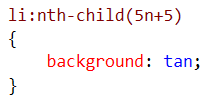 li:nth-child(5n+5)
{
    background: tan;
}